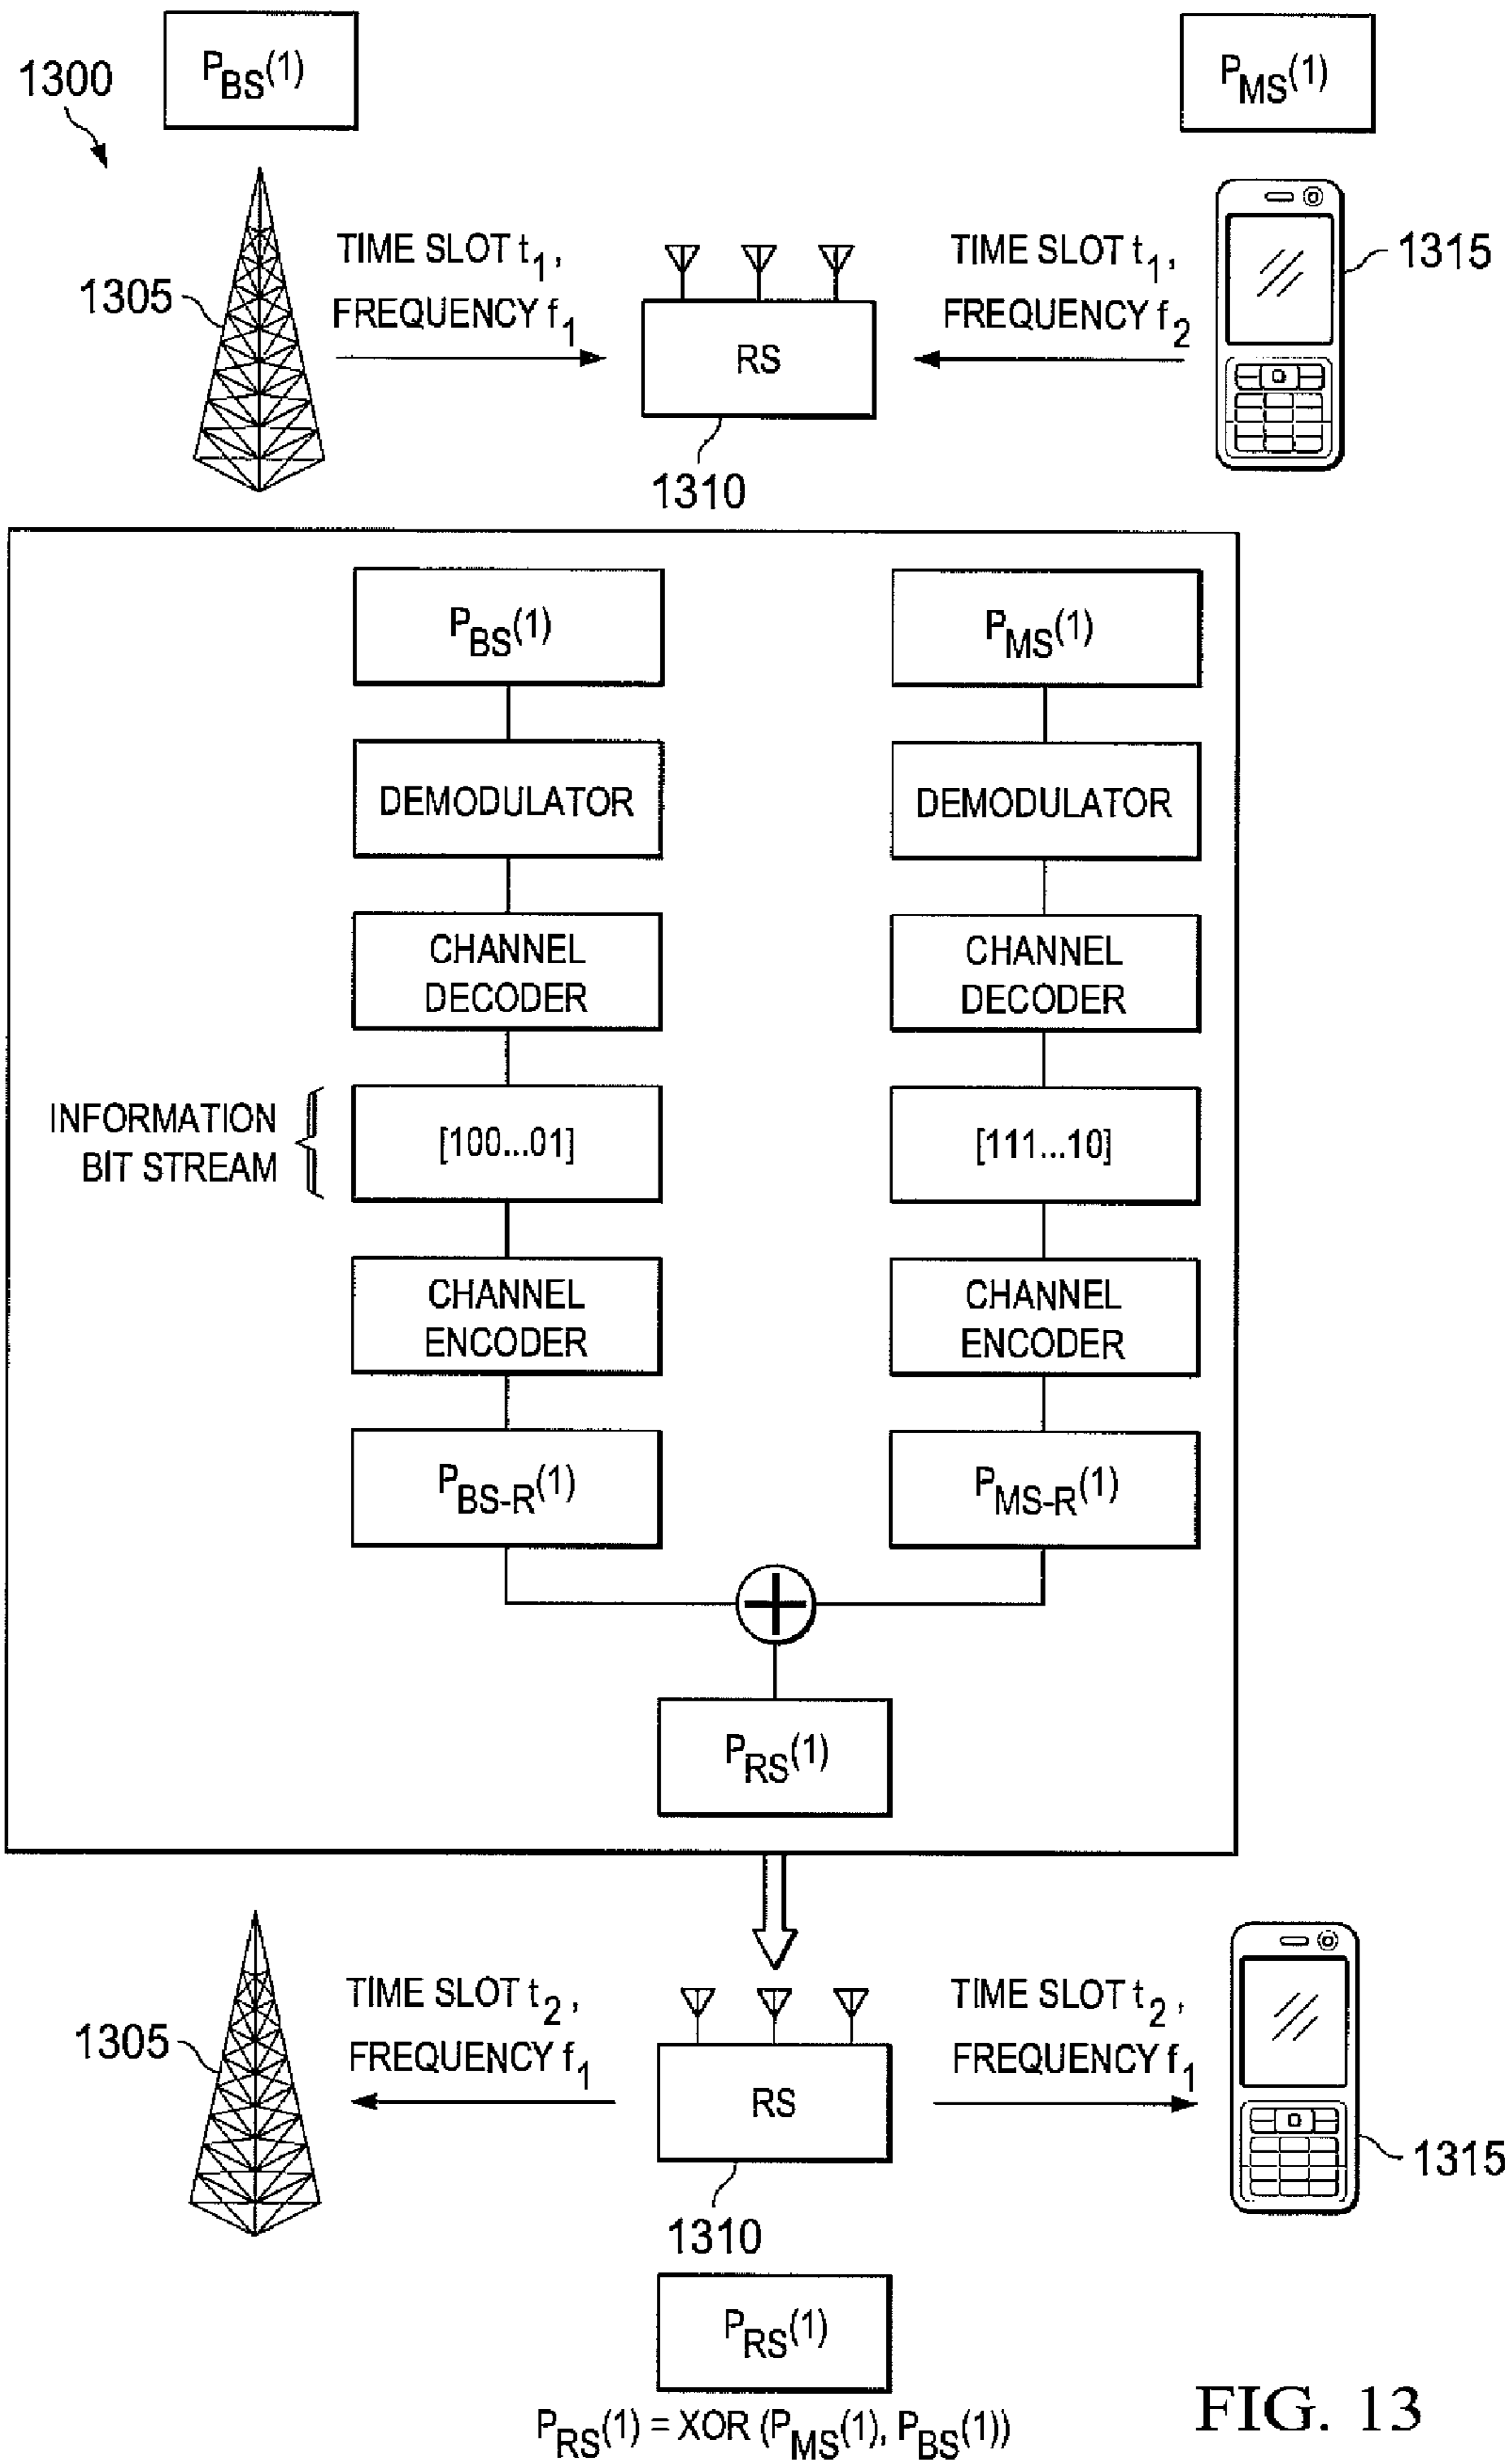 P_BS(1)
P_MS(1)
1300
TIME SLOT t_1,
FREQUENCY f_1
TIME SLOT t_1,
FREQUENCY f_2
1305
RS
1315
1310
P_BS(1)
P_MS(1)
DEMODULATOR
DEMODULATOR
CHANNEL
DECODER
CHANNEL
DECODER
INFORMATION
BIT STREAM
[100...01]
[111...10]
CHANNEL
ENCODER
CHANNEL
ENCODER
P_BS-R(1)
P_MS-R(1)
P_RS(1)
TIME SLOT t_2,
FREQUENCY f_1
TIME SLOT t_2,
FREQUENCY f_1
1305
RS
1315
1310
P_RS(1)
P_RS(1) = XOR (P_MS(1), P_BS(1))
FIG. 13